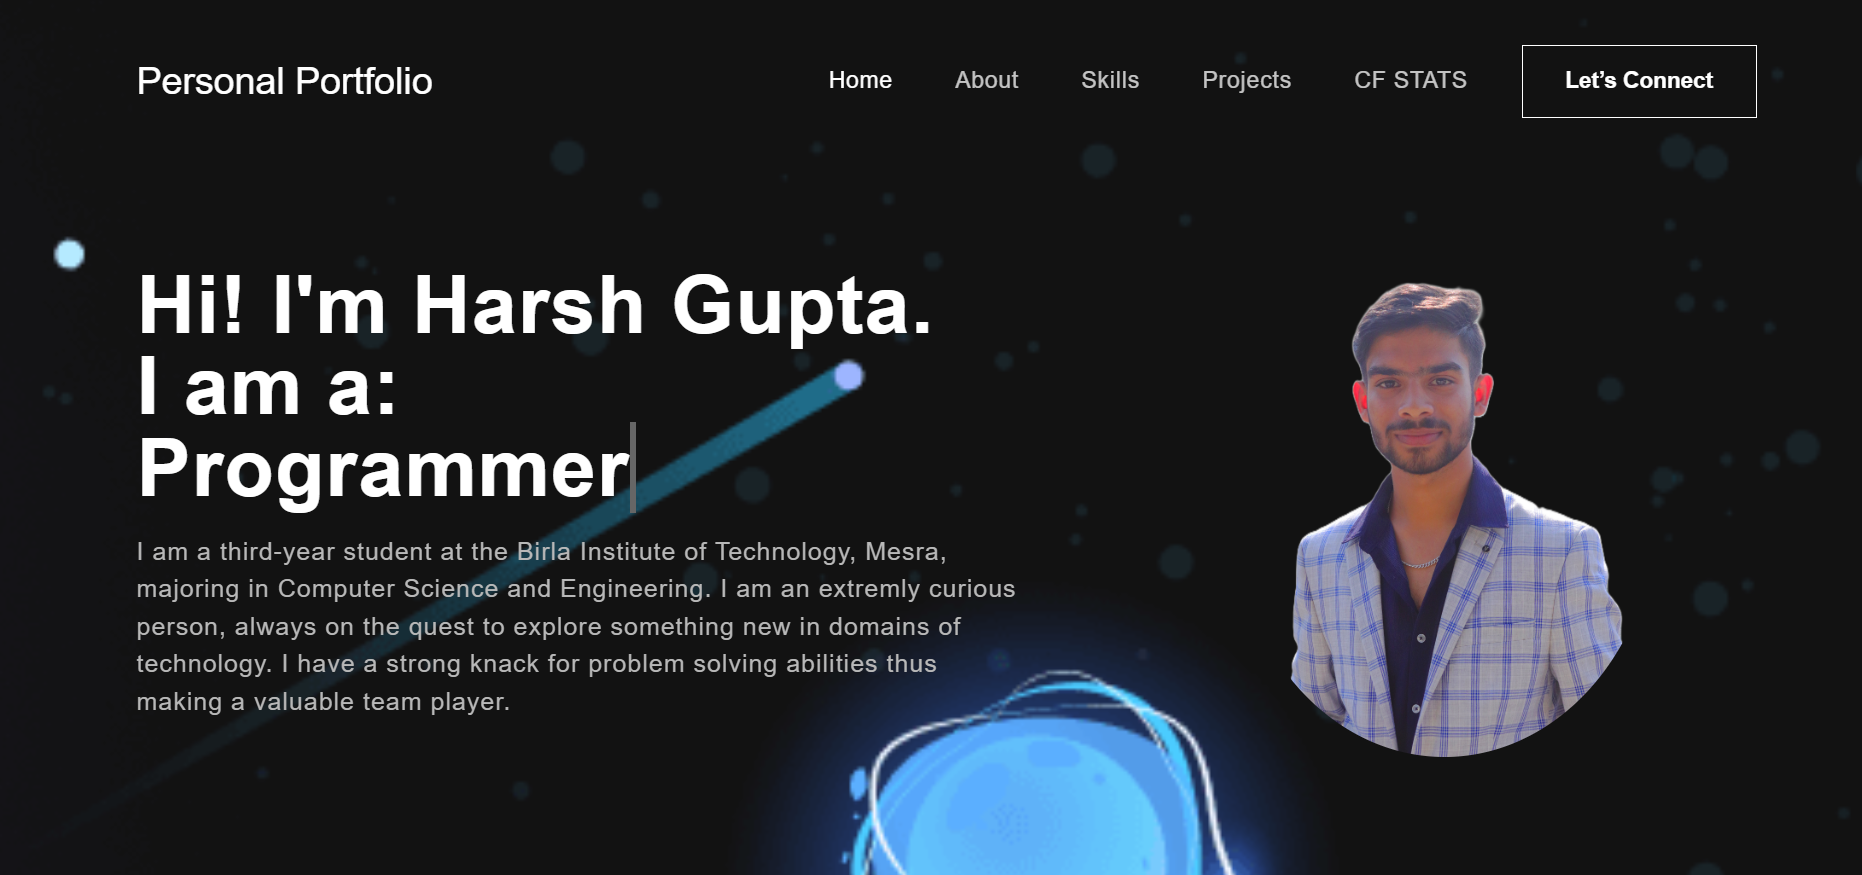 Personal Portfolio
Home About Skills Projects CF STATS Let’s Connect
Hi! I'm Harsh Gupta.
I am a:
Programmer
I am a third-year student at the Birla Institute of Technology, Mesra,
majoring in Computer Science and Engineering. I am an extremly curious
person, always on the quest to explore something new in domains of
technology. I have a strong knack for problem solving abilities thus
making a valuable team player.